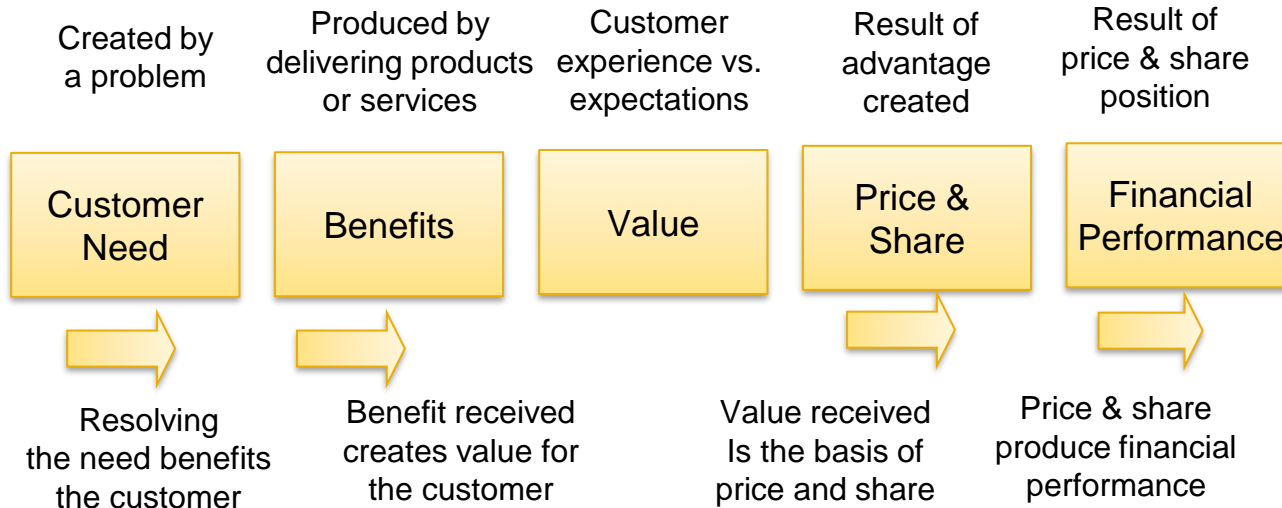 Created by
a problem
Produced by
delivering products
or services
Customer
experience vs.
expectations
Result of
advantage
created
Result of
price & share
position
Customer
Need
Benefits
Value
Price &
Share
Financial
Performance
Resolving
the need benefits
the customer
Benefit received
creates value for
the customer
Value received
Is the basis of
price and share
Price & share
produce financial
performance